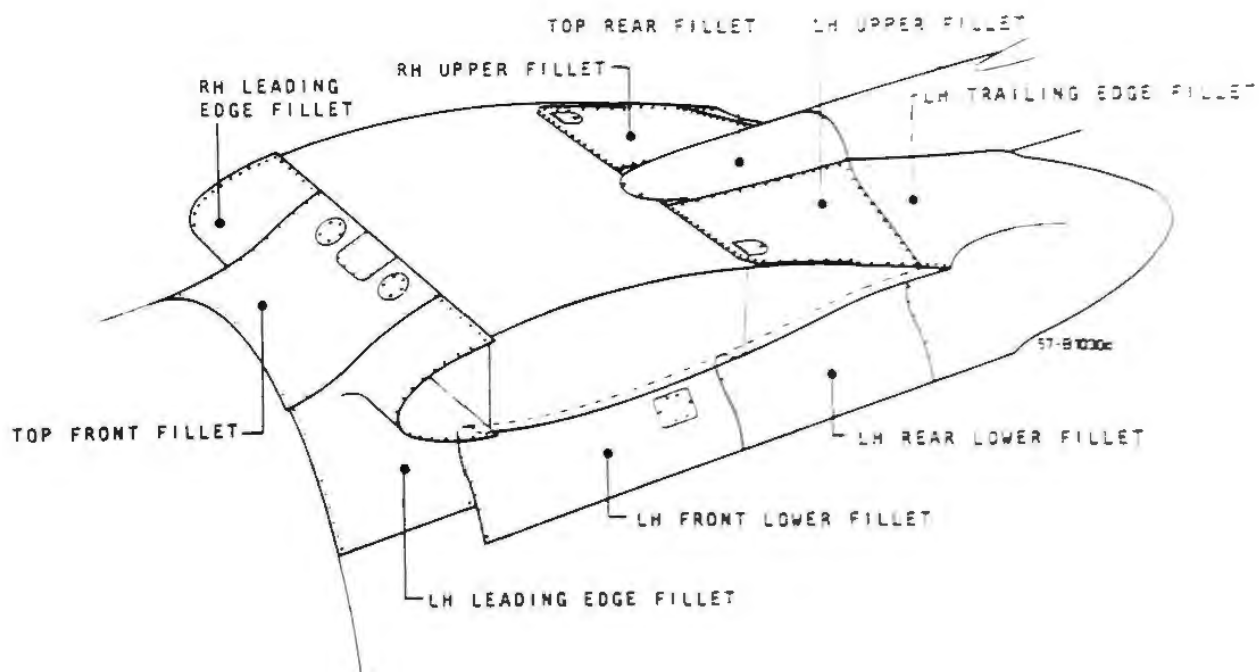 TOP REAR FILLET
LH UPPER FILLET
RH UPPER FILLET
RH LEADING
EDGE FILLET
LH TRAILING EDGE FILLET
57-B1030c
TOP FRONT FILLET
LH REAR LOWER FILLET
LH FRONT LOWER FILLET
LH LEADING EDGE FILLET